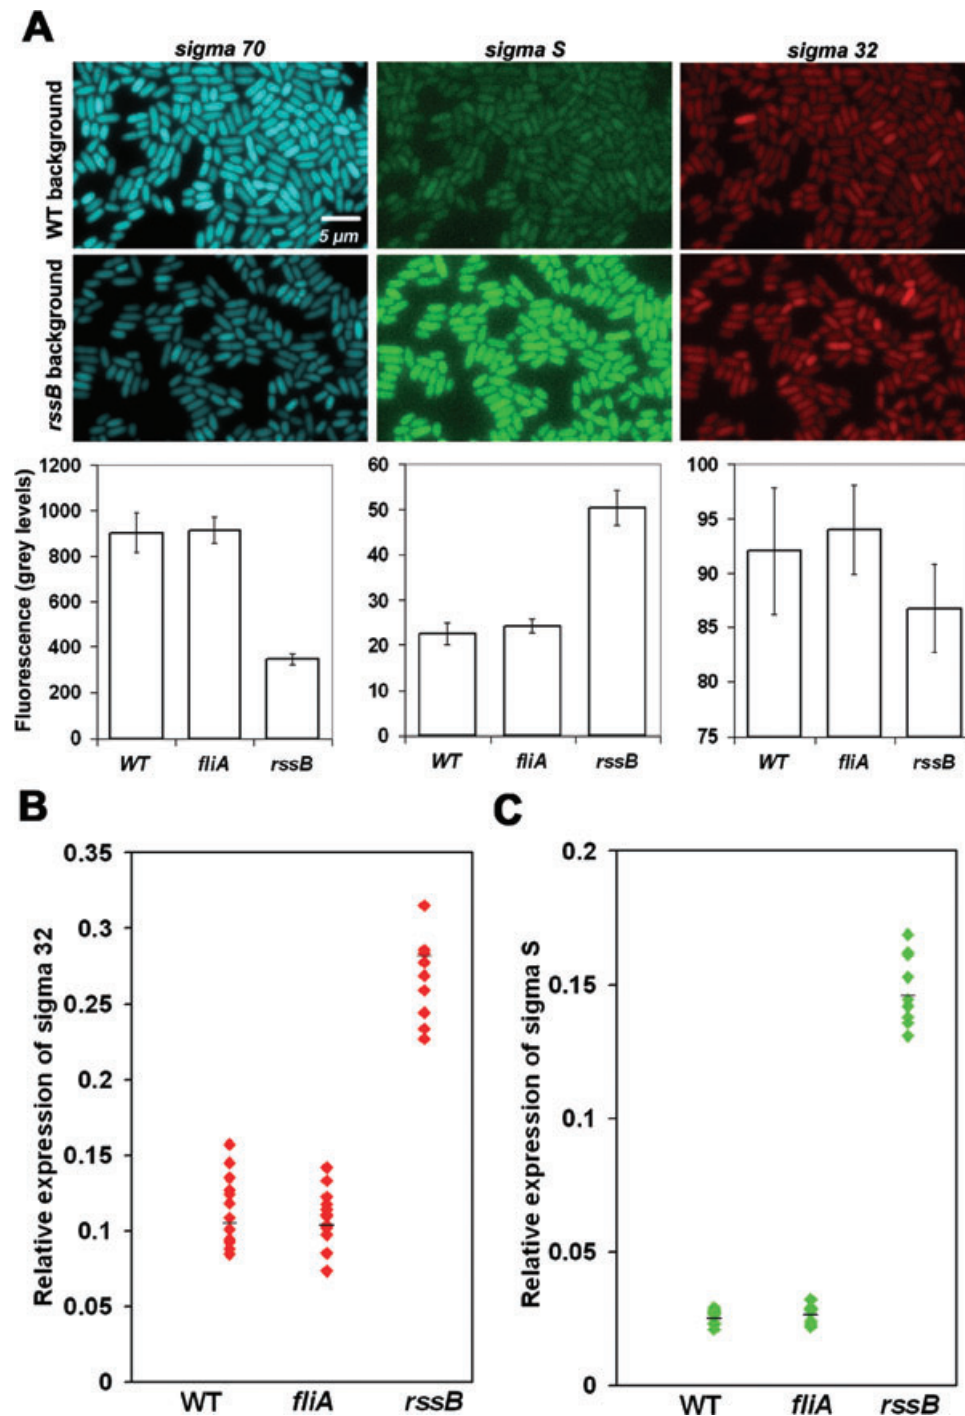 A
sigma 70
sigma S
sigma 32
WT background
5 µm
rssB background
Fluorescence (grey levels)
1200
1000
800
600
400
200
0
WT fliA rssB
60
50
40
30
20
10
0
WT fliA rssB
100
95
90
85
80
75
WT fliA rssB
B
Relative expression of sigma 32
0.35
0.3
0.25
0.2
0.15
0.1
0.05
0
WT fliA rssB
C
Relative expression of sigma S
0.2
0.15
0.1
0.05
0
WT fliA rssB